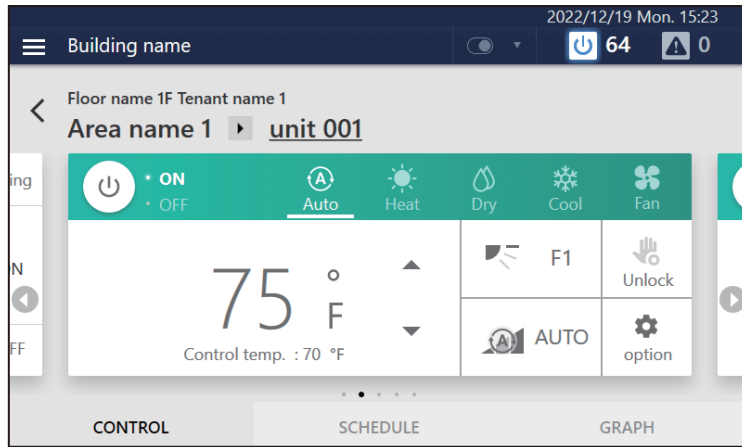 2022/12/19 Mon. 15:23
Building name
64
0
Floor name 1F Tenant name 1
Area name 1
unit 001
ing
ON
OFF
A
Auto
Heat
Dry
Cool
Fan
N
FF
75 °F
Control temp. : 70 °F
F1
Unlock
A
AUTO
option
CONTROL
SCHEDULE
GRAPH